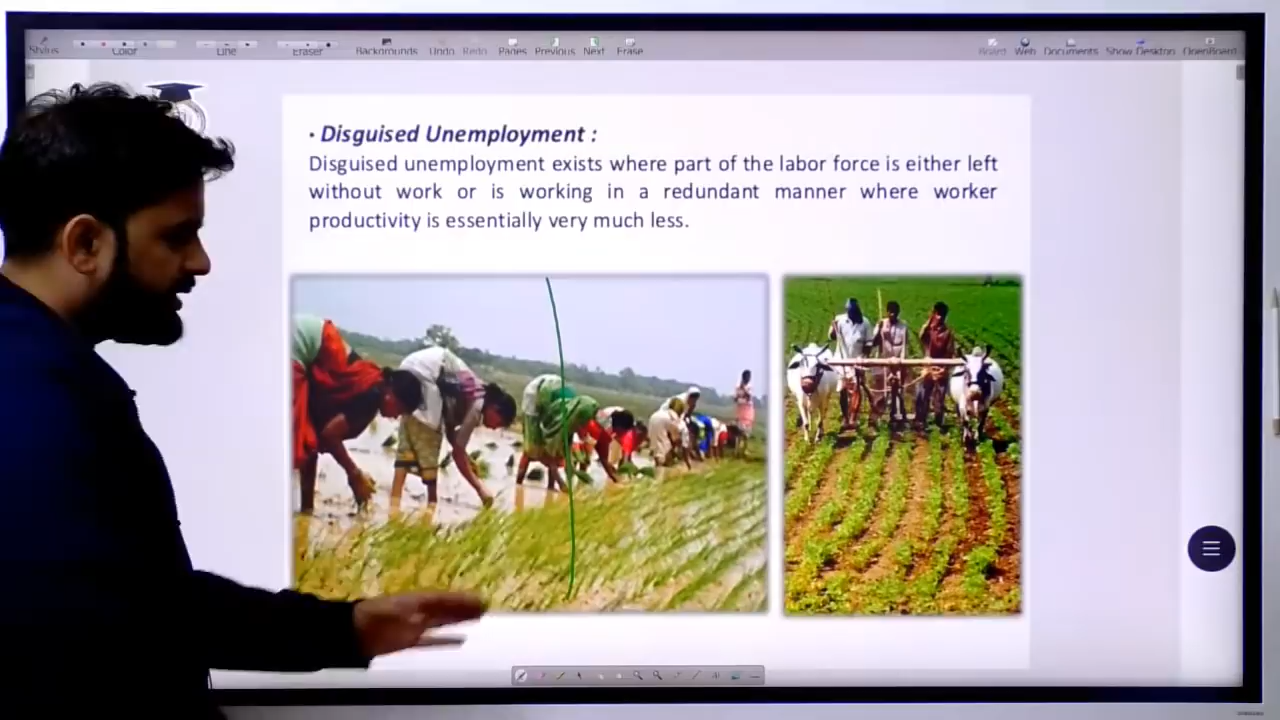 Stylus Color Line Eraser Backgrounds Undo Redo Pages Previous Next Erase Board Web Documents Show Desktop OpenBoard
• Disguised Unemployment :
Disguised unemployment exists where part of the labor force is either left
without work or is working in a redundant manner where worker
productivity is essentially very much less.